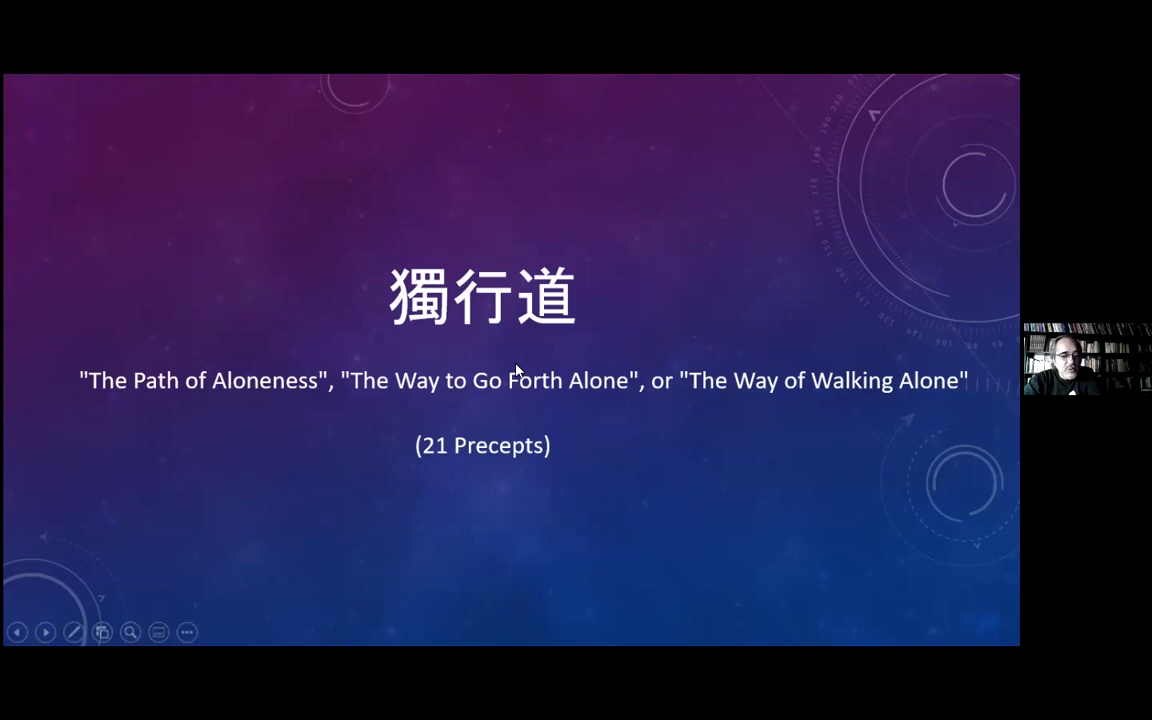 獨行道
"The Path of Aloneness", "The Way to Go Forth Alone", or "The Way of Walking Alone"
(21 Precepts)